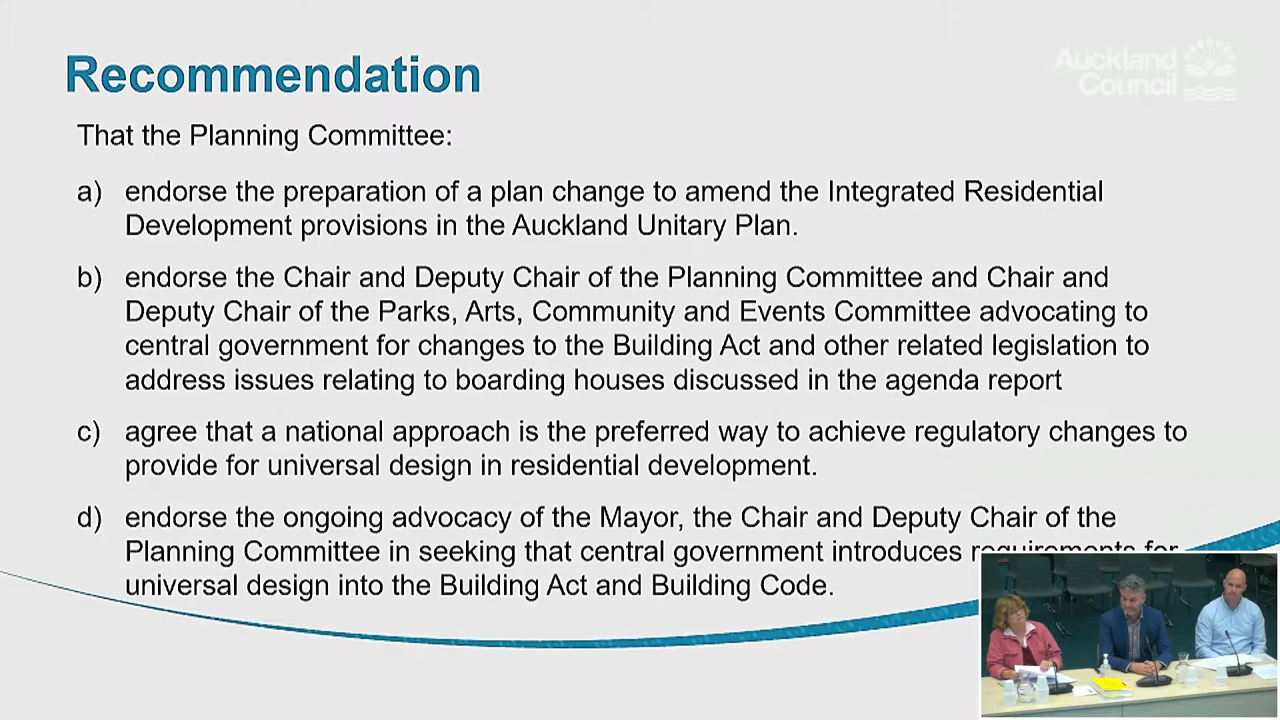 Recommendation
Auckland
Council
That the Planning Committee:
a) endorse the preparation of a plan change to amend the Integrated Residential
Development provisions in the Auckland Unitary Plan.
b) endorse the Chair and Deputy Chair of the Planning Committee and Chair and
Deputy Chair of the Parks, Arts, Community and Events Committee advocating to
central government for changes to the Building Act and other related legislation to
address issues relating to boarding houses discussed in the agenda report
c) agree that a national approach is the preferred way to achieve regulatory changes to
provide for universal design in residential development.
d) endorse the ongoing advocacy of the Mayor, the Chair and Deputy Chair of the
Planning Committee in seeking that central government introduces requirements for
universal design into the Building Act and Building Code.